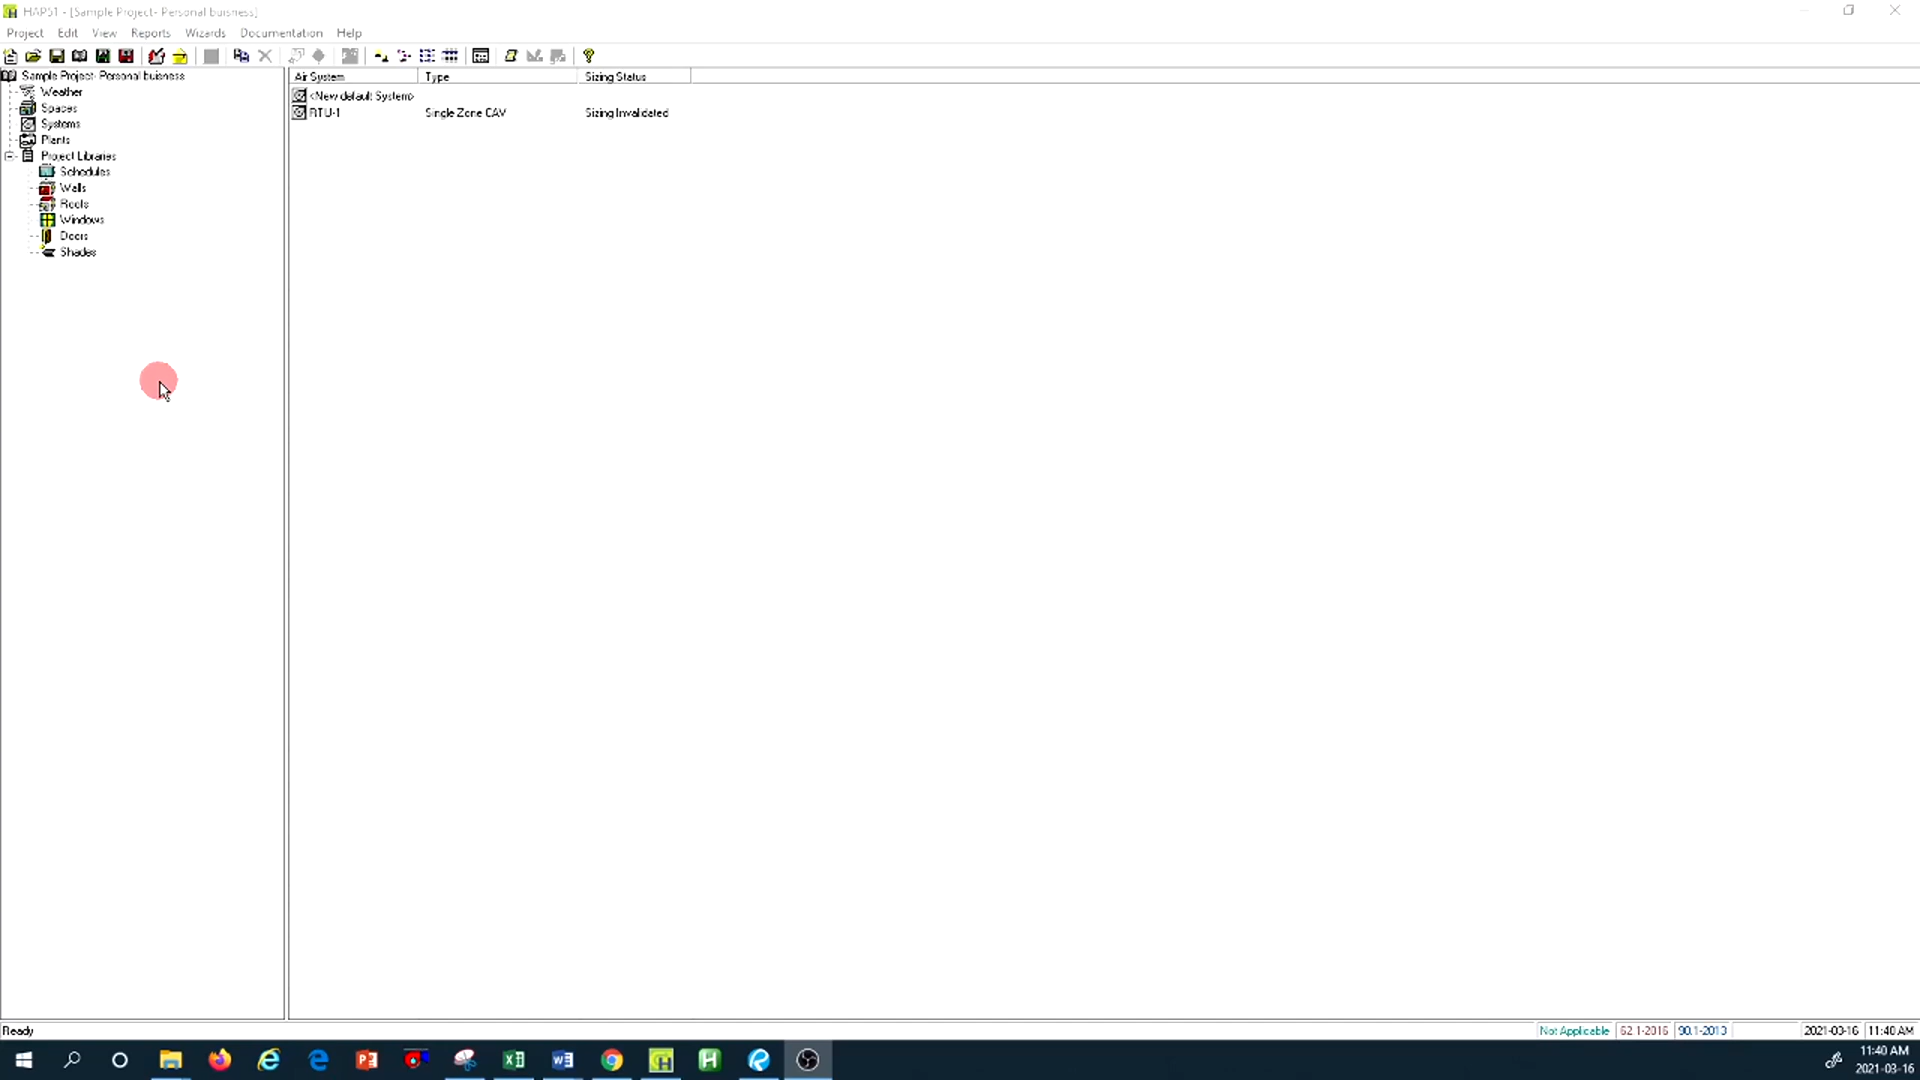 HAP51 - [Sample Project- Personal buisness]
Project Edit View Reports Wizards Documentation Help
Sample Project- Personal buisness
Weather
Spaces
Systems
Plants
Project Libraries
Schedules
Walls
Roofs
Windows
Doors
Shades
Air System Type Sizing Status
<New default System>
RTU-1 Single Zone CAV Sizing Invalidated
Ready
Not Applicable 62.1-2016 90.1-2013 2021-03-16 11:40 AM
11:40 AM
2021-03-16